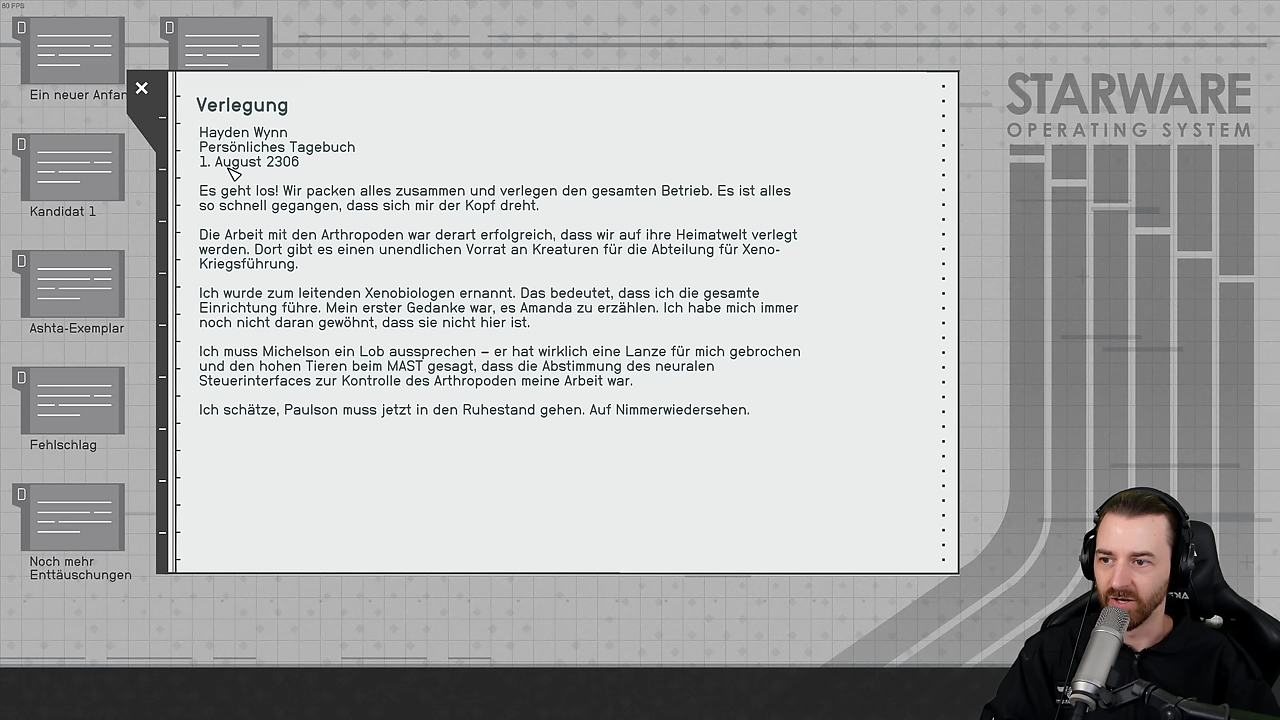 80 FPS
Ein neuer Anfan
Kandidat 1
Ashta-Exemplar
Fehlschlag
Noch mehr
Enttäuschungen
Verlegung
Hayden Wynn
Persönliches Tagebuch
1. August 2306
Es geht los! Wir packen alles zusammen und verlegen den gesamten Betrieb. Es ist alles
so schnell gegangen, dass sich mir der Kopf dreht.
Die Arbeit mit den Arthropoden war derart erfolgreich, dass wir auf ihre Heimatwelt verlegt
werden. Dort gibt es einen unendlichen Vorrat an Kreaturen für die Abteilung für Xeno-
Kriegsführung.
Ich wurde zum leitenden Xenobiologen ernannt. Das bedeutet, dass ich die gesamte
Einrichtung führe. Mein erster Gedanke war, es Amanda zu erzählen. Ich habe mich immer
noch nicht daran gewöhnt, dass sie nicht hier ist.
Ich muss Michelson ein Lob aussprechen – er hat wirklich eine Lanze für mich gebrochen
und den hohen Tieren beim MAST gesagt, dass die Abstimmung des neuralen
Steuerinterfaces zur Kontrolle des Arthropoden meine Arbeit war.
Ich schätze, Paulson muss jetzt in den Ruhestand gehen. Auf Nimmerwiedersehen.
STARWARE
OPERATING SYSTEM